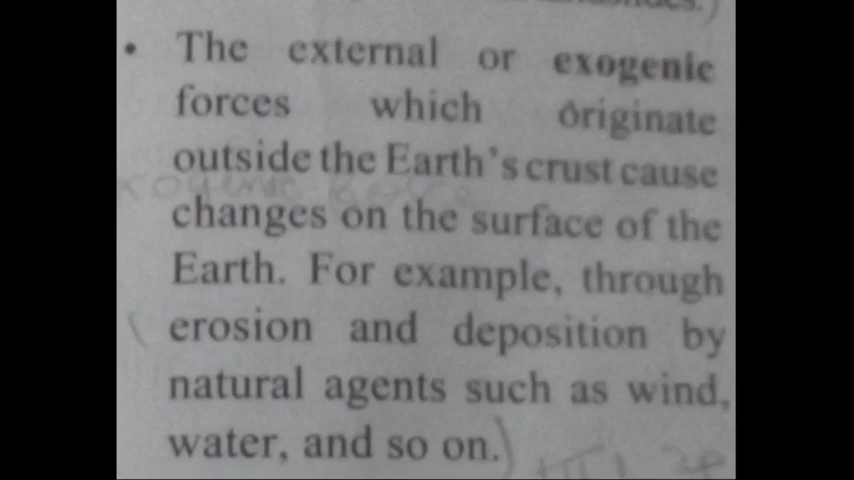 • The external or exogenic
forces which originate
outside the Earth's crust cause
changes on the surface of the
Earth. For example, through
erosion and deposition by
natural agents such as wind,
water, and so on.)